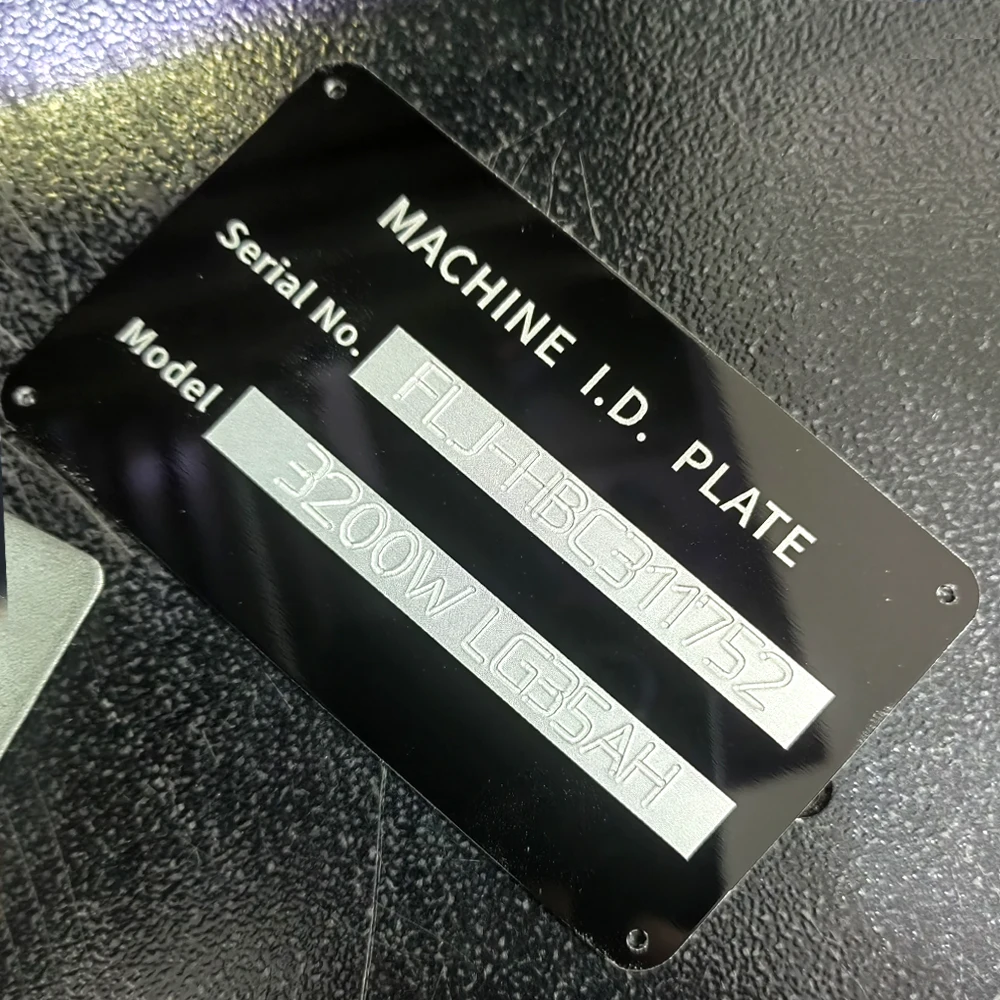 MACHINE I.D. PLATE
Serial No. FLJ-HBC311752
Model 3200W LG35AH